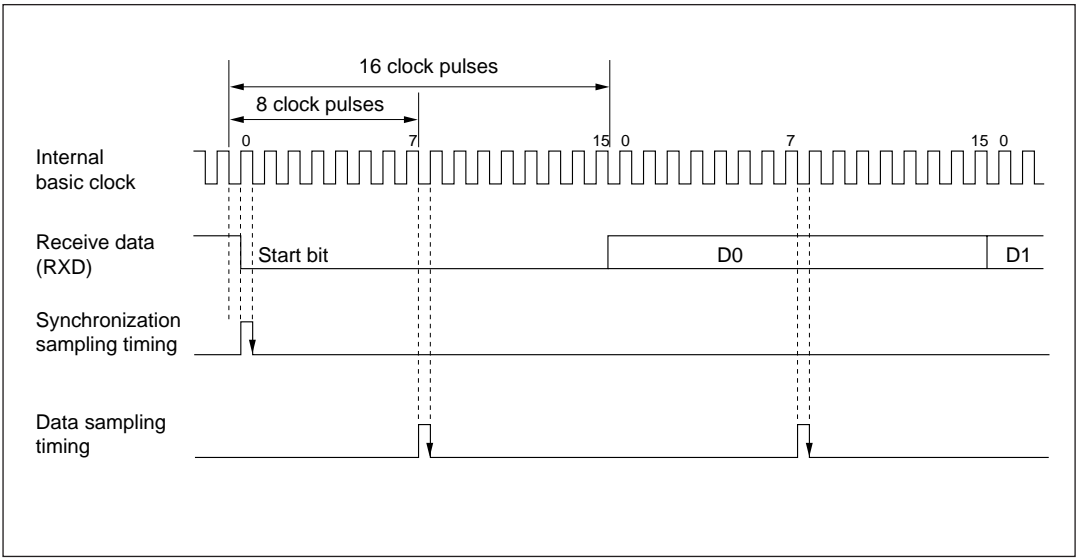 16 clock pulses
8 clock pulses
0 7 15 0 7 15 0
Internal
basic clock
Receive data
(RXD)
Start bit D0 D1
Synchronization
sampling timing
Data sampling
timing